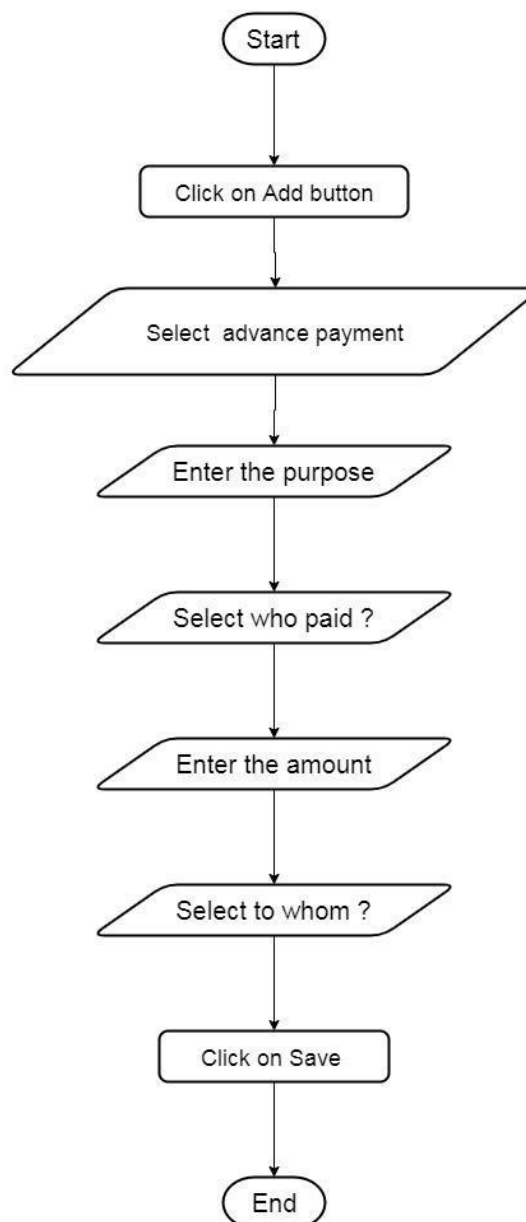 Start
Click on Add button
Select advance payment
Enter the purpose
Select who paid ?
Enter the amount
Select to whom ?
Click on Save
End